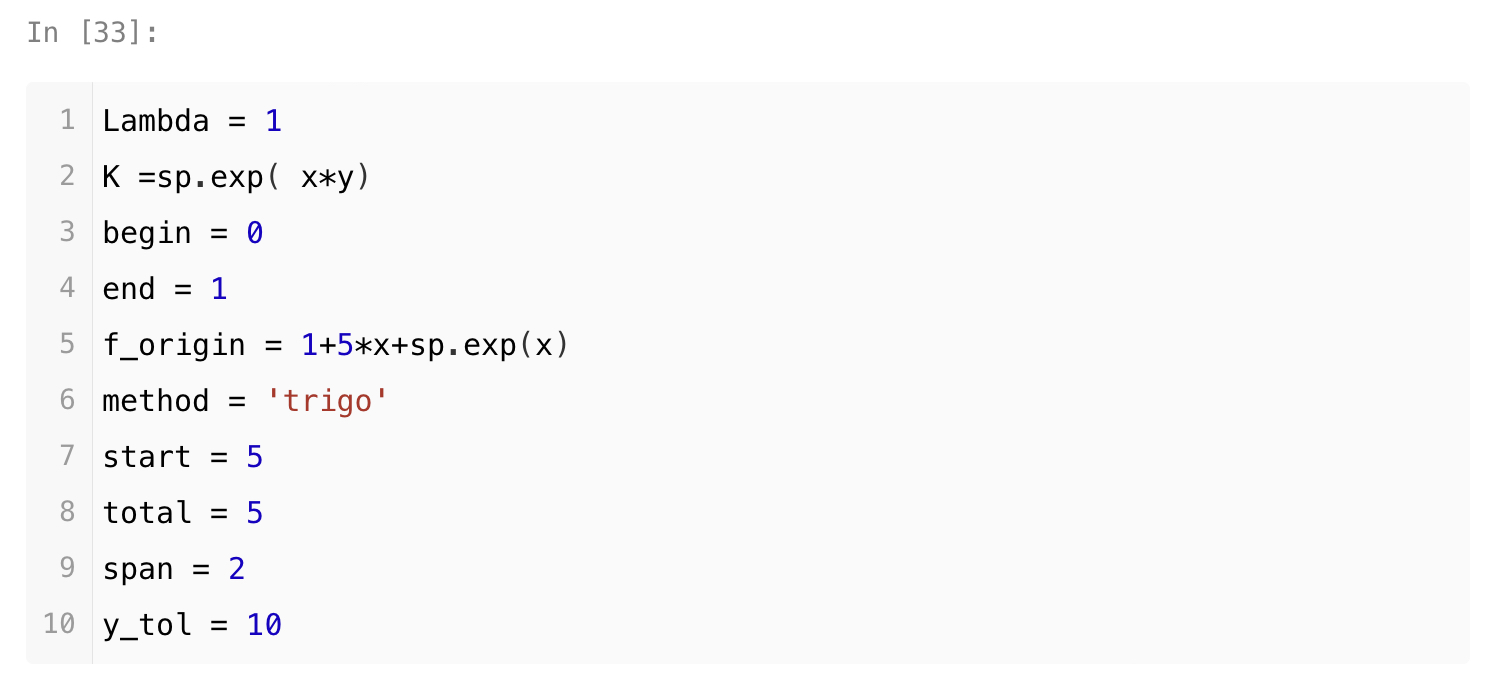 In [33]:
1 Lambda = 1
2 K =sp.exp( x*y)
3 begin = 0
4 end = 1
5 f_origin = 1+5*x+sp.exp(x)
6 method = 'trigo'
7 start = 5
8 total = 5
9 span = 2
10 y_tol = 10